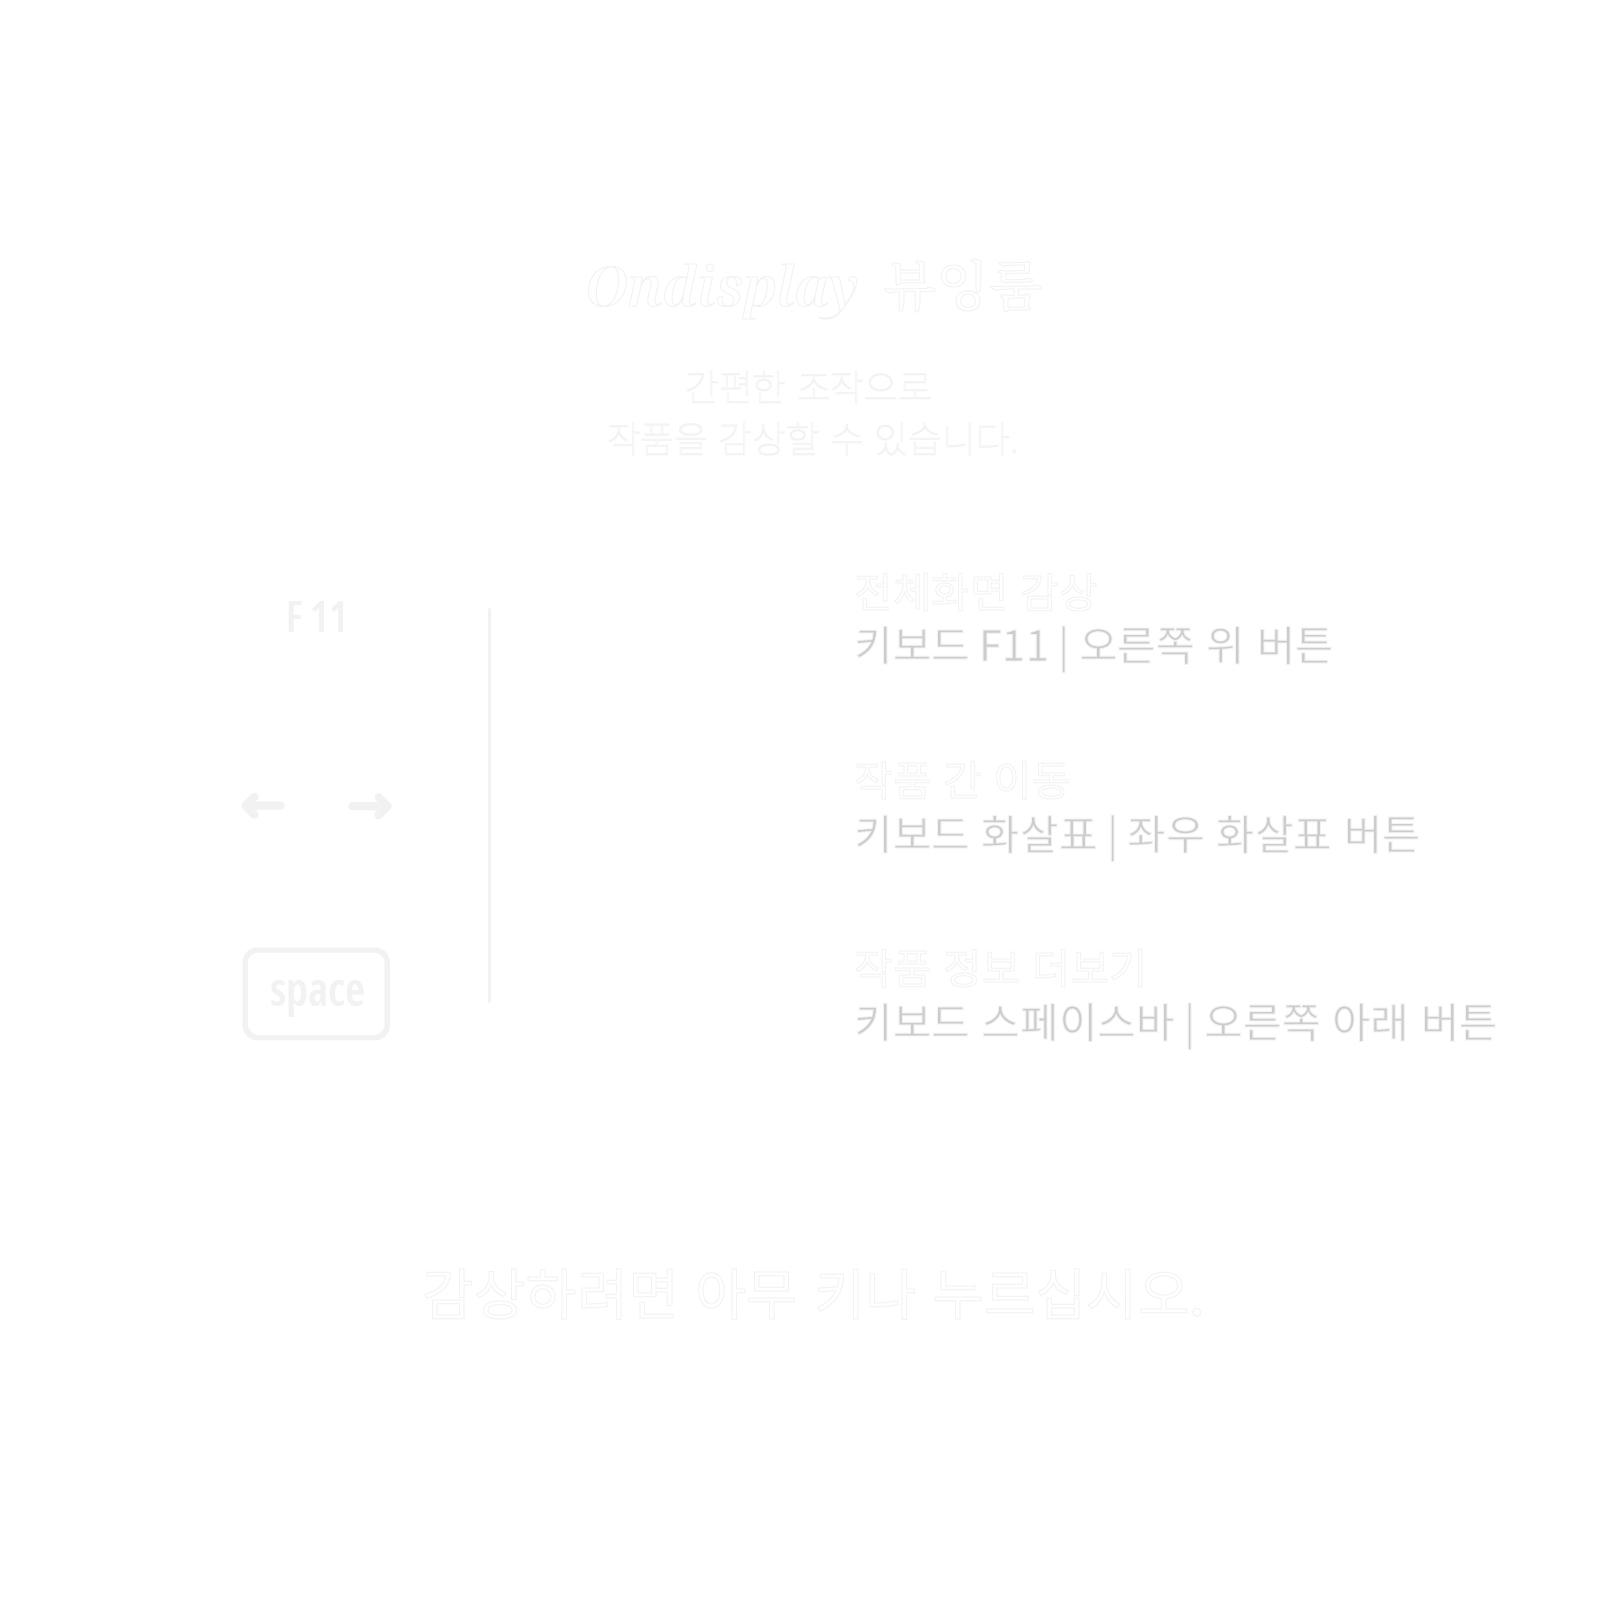 Ondisplay 뷰잉룸
간편한 조작으로
작품을 감상할 수 있습니다.
F 11
전체화면 감상
키보드 F11 | 오른쪽 위 버튼
← →
작품 간 이동
키보드 화살표 | 좌우 화살표 버튼
space
작품 정보 더보기
키보드 스페이스바 | 오른쪽 아래 버튼
감상하려면 아무 키나 누르십시오.